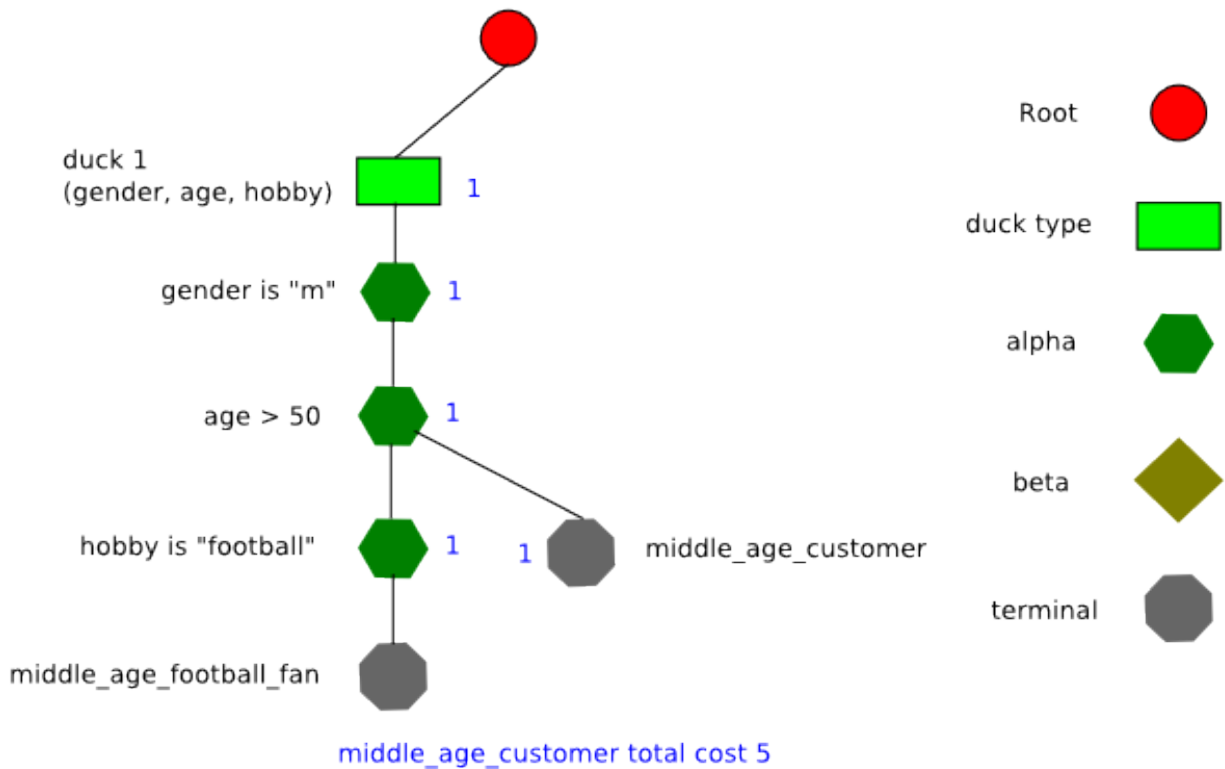 Root
duck 1
(gender, age, hobby)
1
duck type
gender is "m"
1
alpha
age > 50
1
beta
hobby is "football"
1
1
middle_age_customer
terminal
middle_age_football_fan
middle_age_customer total cost 5